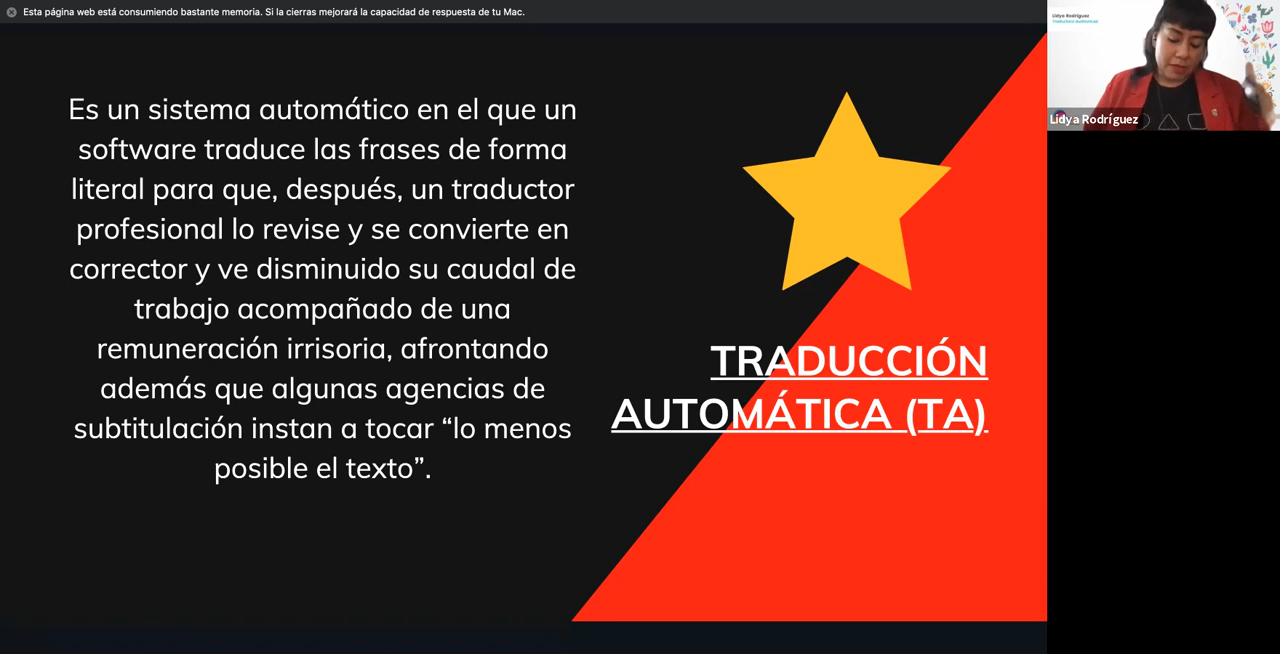 Esta página web está consumiendo bastante memoria. Si la cierras mejorará la capacidad de respuesta de tu Mac.
Es un sistema automático en el que un
software traduce las frases de forma
literal para que, después, un traductor
profesional lo revise y se convierte en
corrector y ve disminuido su caudal de
trabajo acompañado de una
remuneración irrisoria, afrontando
además que algunas agencias de
subtitulación instan a tocar “lo menos
posible el texto”.
TRADUCCIÓN
AUTOMÁTICA (TA)
Lidya Rodríguez
Lidya Rodríguez